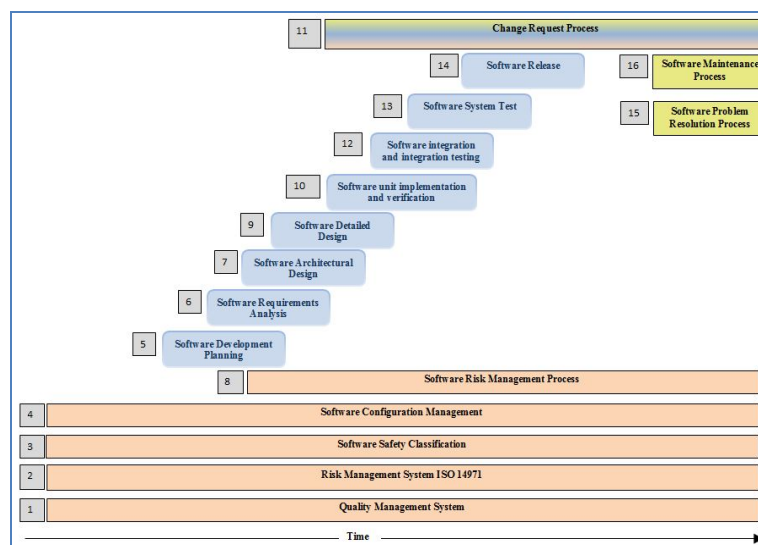 11
Change Request Process
14
Software Release
16
Software Maintenance
Process
13
Software System Test
15
Software Problem
Resolution Process
12
Software integration
and integration testing
10
Software unit implementation
and verification
9
Software Detailed
Design
7
Software Architectural
Design
6
Software Requirements
Analysis
5
Software Development
Planning
8
Software Risk Management Process
4
Software Configuration Management
3
Software Safety Classification
2
Risk Management System ISO 14971
1
Quality Management System
Time